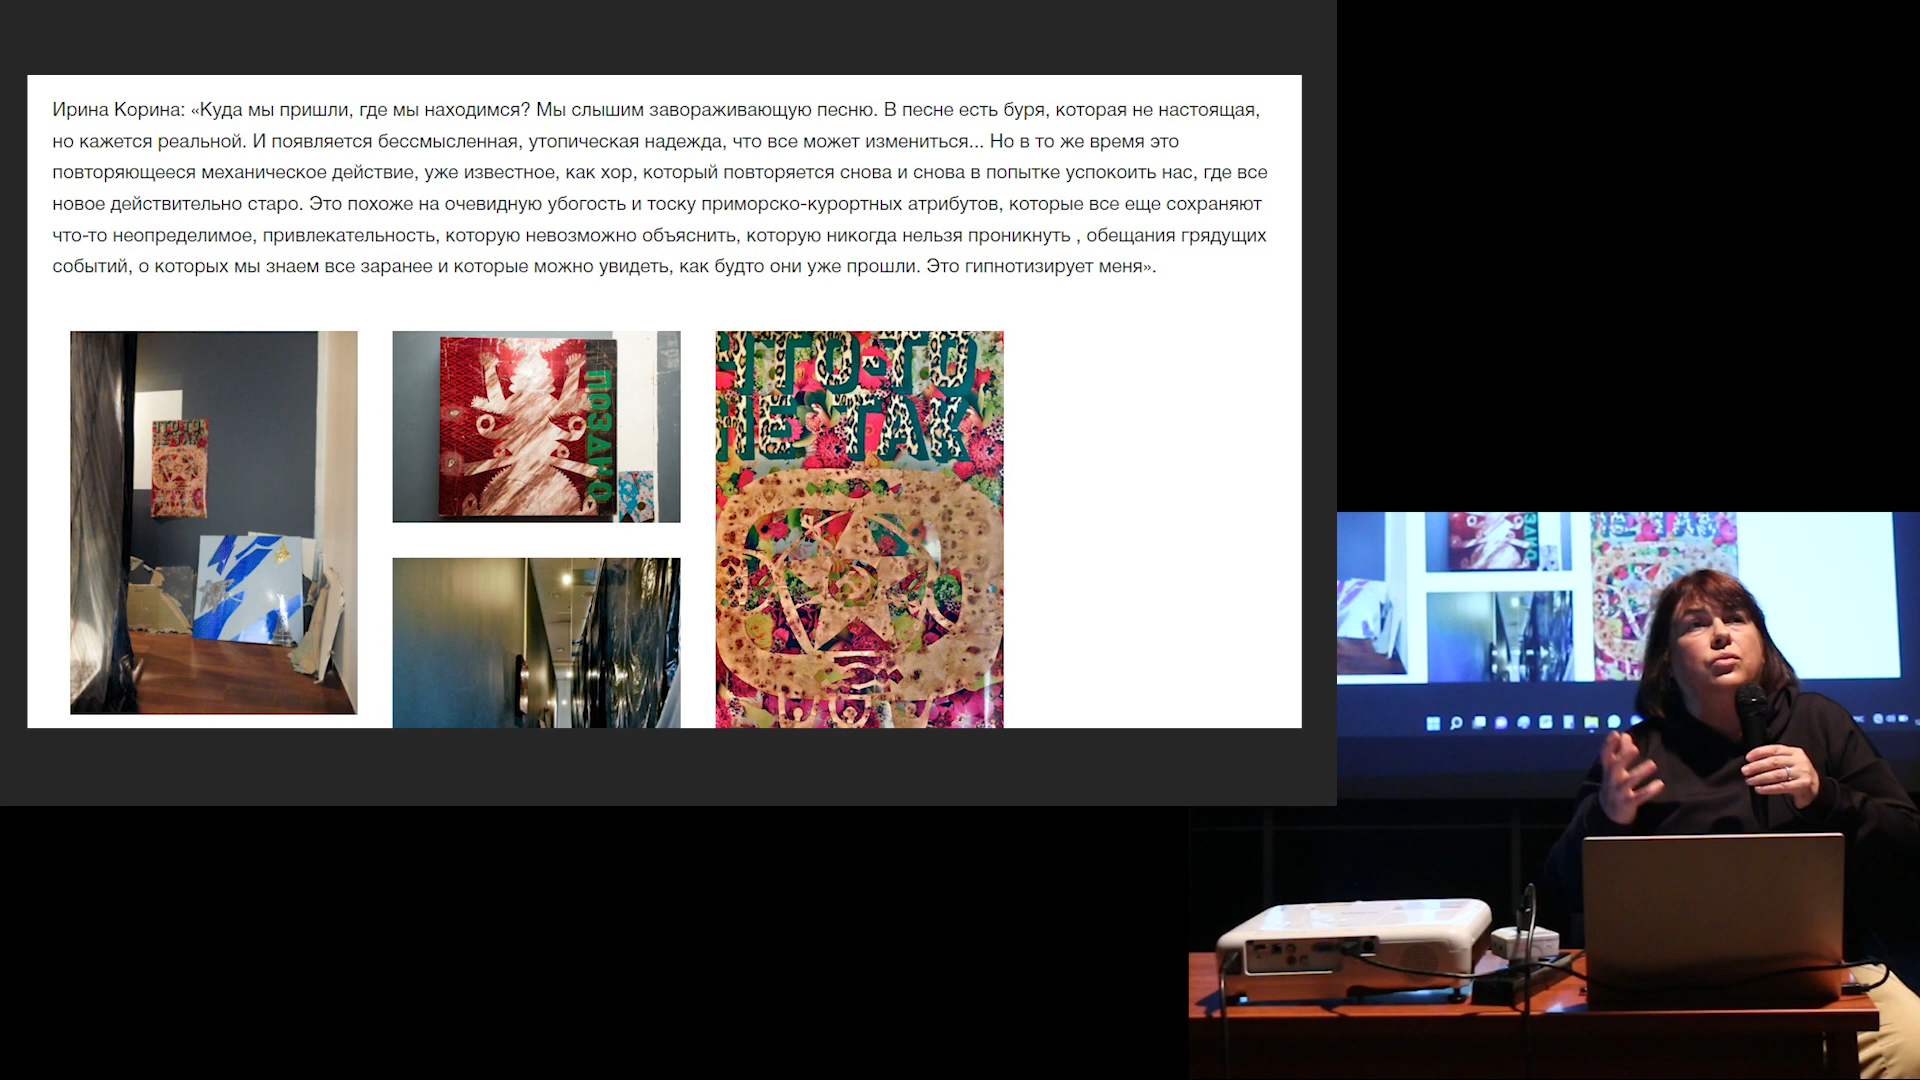 Ирина Корина: «Куда мы пришли, где мы находимся? Мы слышим завораживающую песню. В песне есть буря, которая не настоящая,
но кажется реальной. И появляется бессмысленная, утопическая надежда, что все может измениться... Но в то же время это
повторяющееся механическое действие, уже известное, как хор, который повторяется снова и снова в попытке успокоить нас, где все
новое действительно старо. Это похоже на очевидную убогость и тоску приморско-курортных атрибутов, которые все еще сохраняют
что-то неопределимое, привлекательность, которую невозможно объяснить, которую никогда нельзя проникнуть , обещания грядущих
событий, о которых мы знаем все заранее и которые можно увидеть, как будто они уже прошли. Это гипнотизирует меня».
ЧТО-ТО
НЕ ТАК
ПОЗДНО
ЧТО-ТО
НЕ ТАК